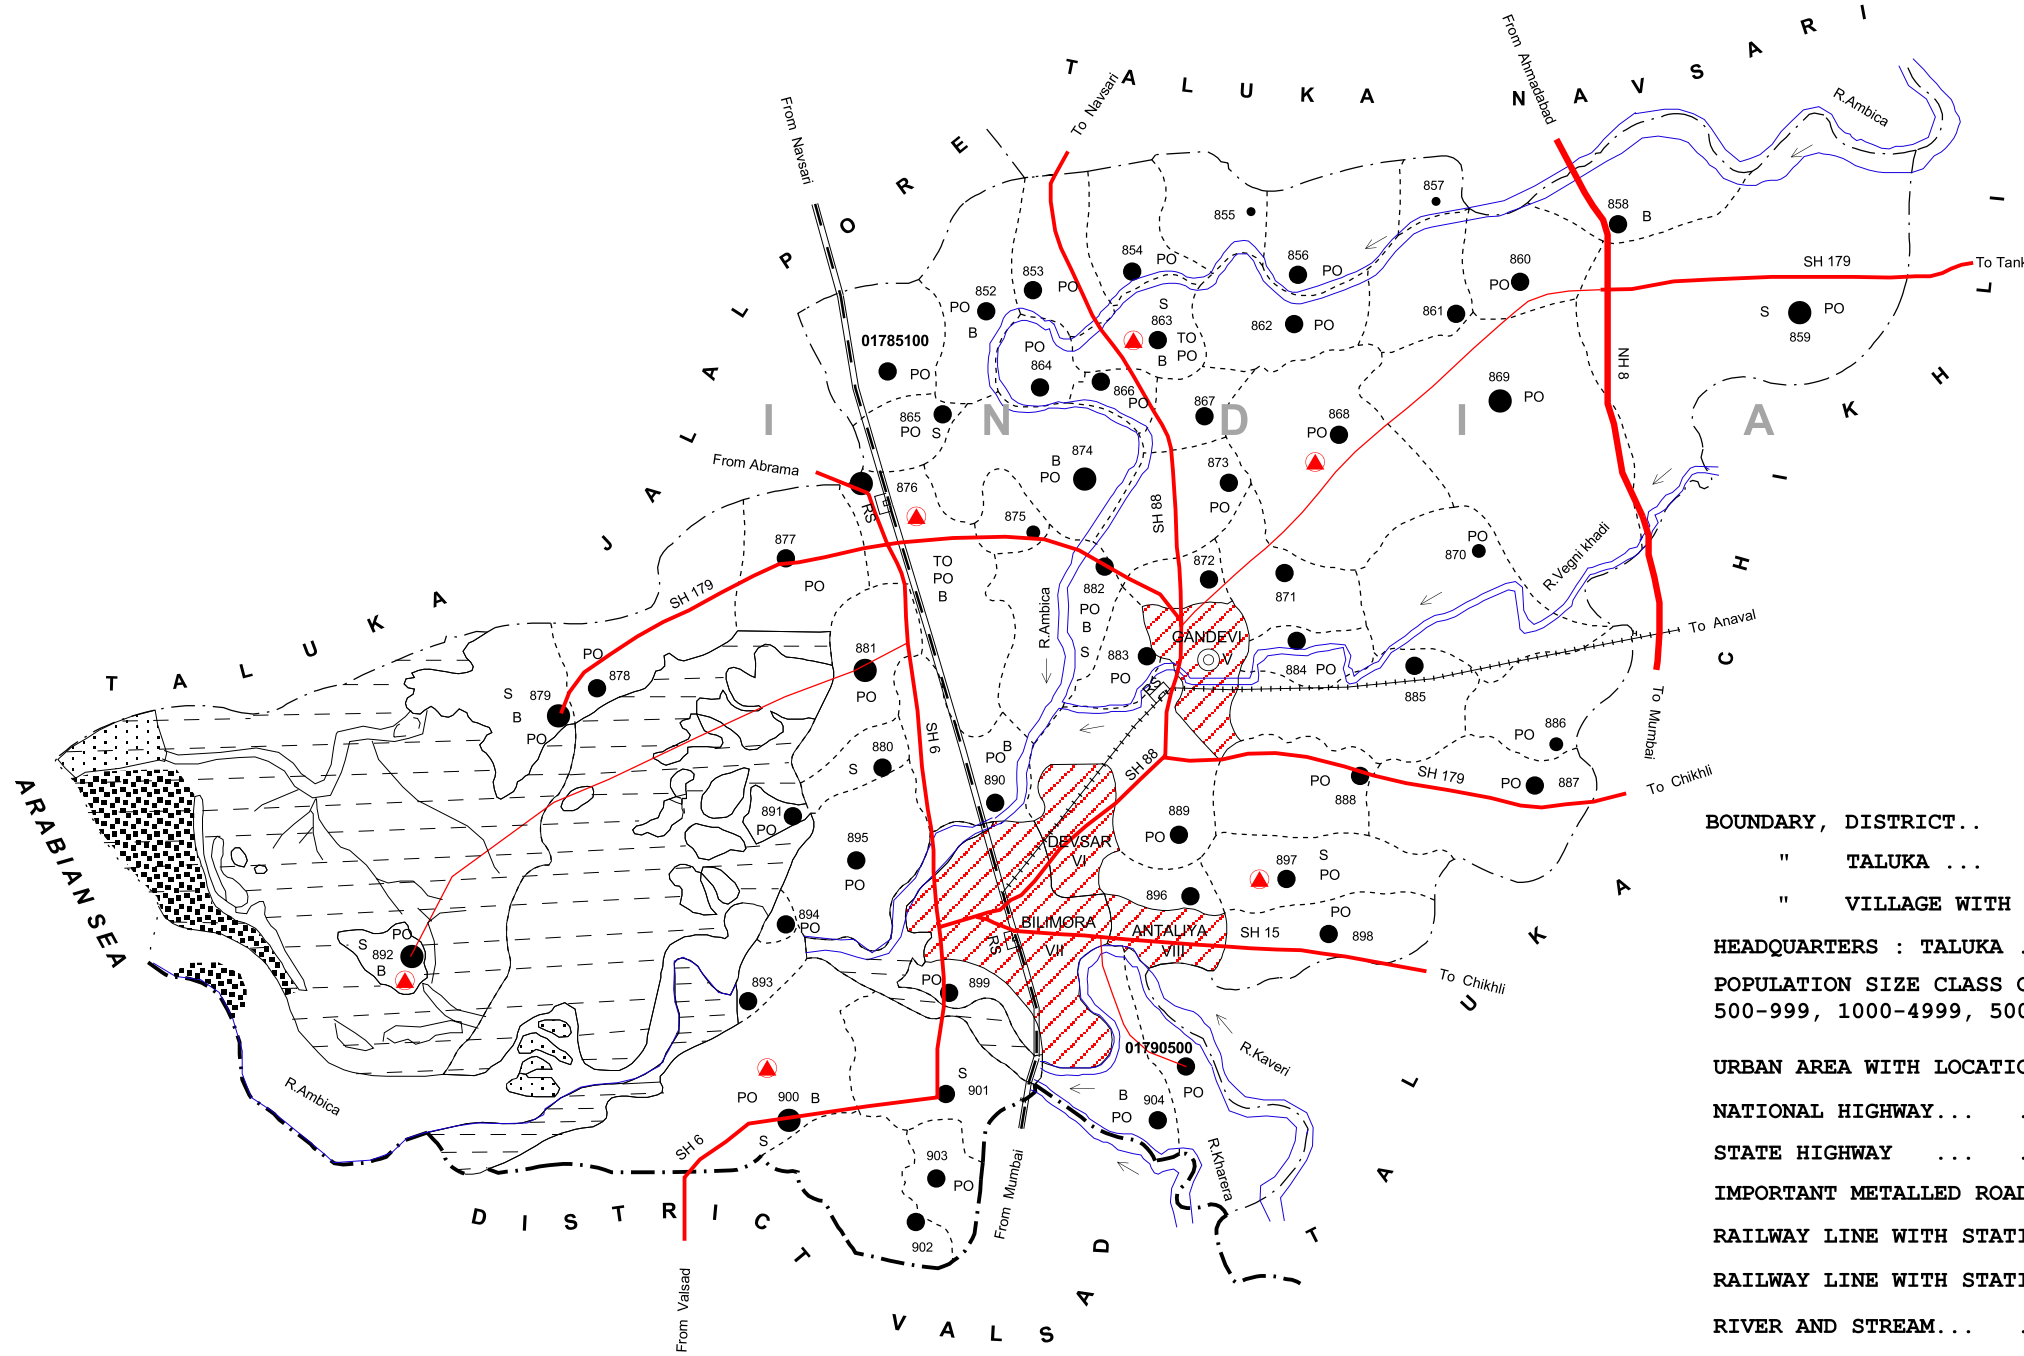 TALUKA NAVSARI
From Ahmadabad
R.Ambica
To Navsari
From Navsari
TALUKA JALALPORE
857
855
858
B
854
PO
856
PO
860
PO
SH 179
To Tank
853
PO
852
PO
B
S
863
TO
PO
B
862
PO
861
S
PO
859
01785100
PO
PO
864
NH 8
866
PO
867
869
PO
865
PO
S
868
PO
INDIA
From Abrama
B
874
PO
873
PO
876
RS
875
SH 88
PO
870
R.Vegni khadi
877
PO
TO
PO
B
872
871
882
PO
B
S
R.Ambica
SH 179
To Anaval
GANDEVI
V
881
PO
883
PO
884
PO
885
RS
PO
878
S
879
B
PO
To Mumbai
886
PO
SH 6
880
S
B
PO
890
SH 88
PO
888
SH 179
PO
887
To Chikhli
891
PO
895
PO
889
PO
DEVSAR
VI
ARABIAN SEA
S
897
PO
896
894
PO
BILIMORA
VII
ANTALIYA
VIII
SH 15
PO
898
RS
PO
S
892
B
893
PO
899
To Chikhli
R.Kaveri
01790500
PO
R.Ambica
PO
900
B
S
S
901
B
PO
904
SH 6
903
PO
902
From Mumbai
R.Kharera
From Valsad
DISTRICT VALSAD
TALUKA CHIKHLI
BOUNDARY, DISTRICT..
" TALUKA ...
" VILLAGE WITH
HEADQUARTERS : TALUKA .
POPULATION SIZE CLASS O
500-999, 1000-4999, 500
URBAN AREA WITH LOCATIO
NATIONAL HIGHWAY... .
STATE HIGHWAY ... .
IMPORTANT METALLED ROAD
RAILWAY LINE WITH STATI
RAILWAY LINE WITH STATI
RIVER AND STREAM... .